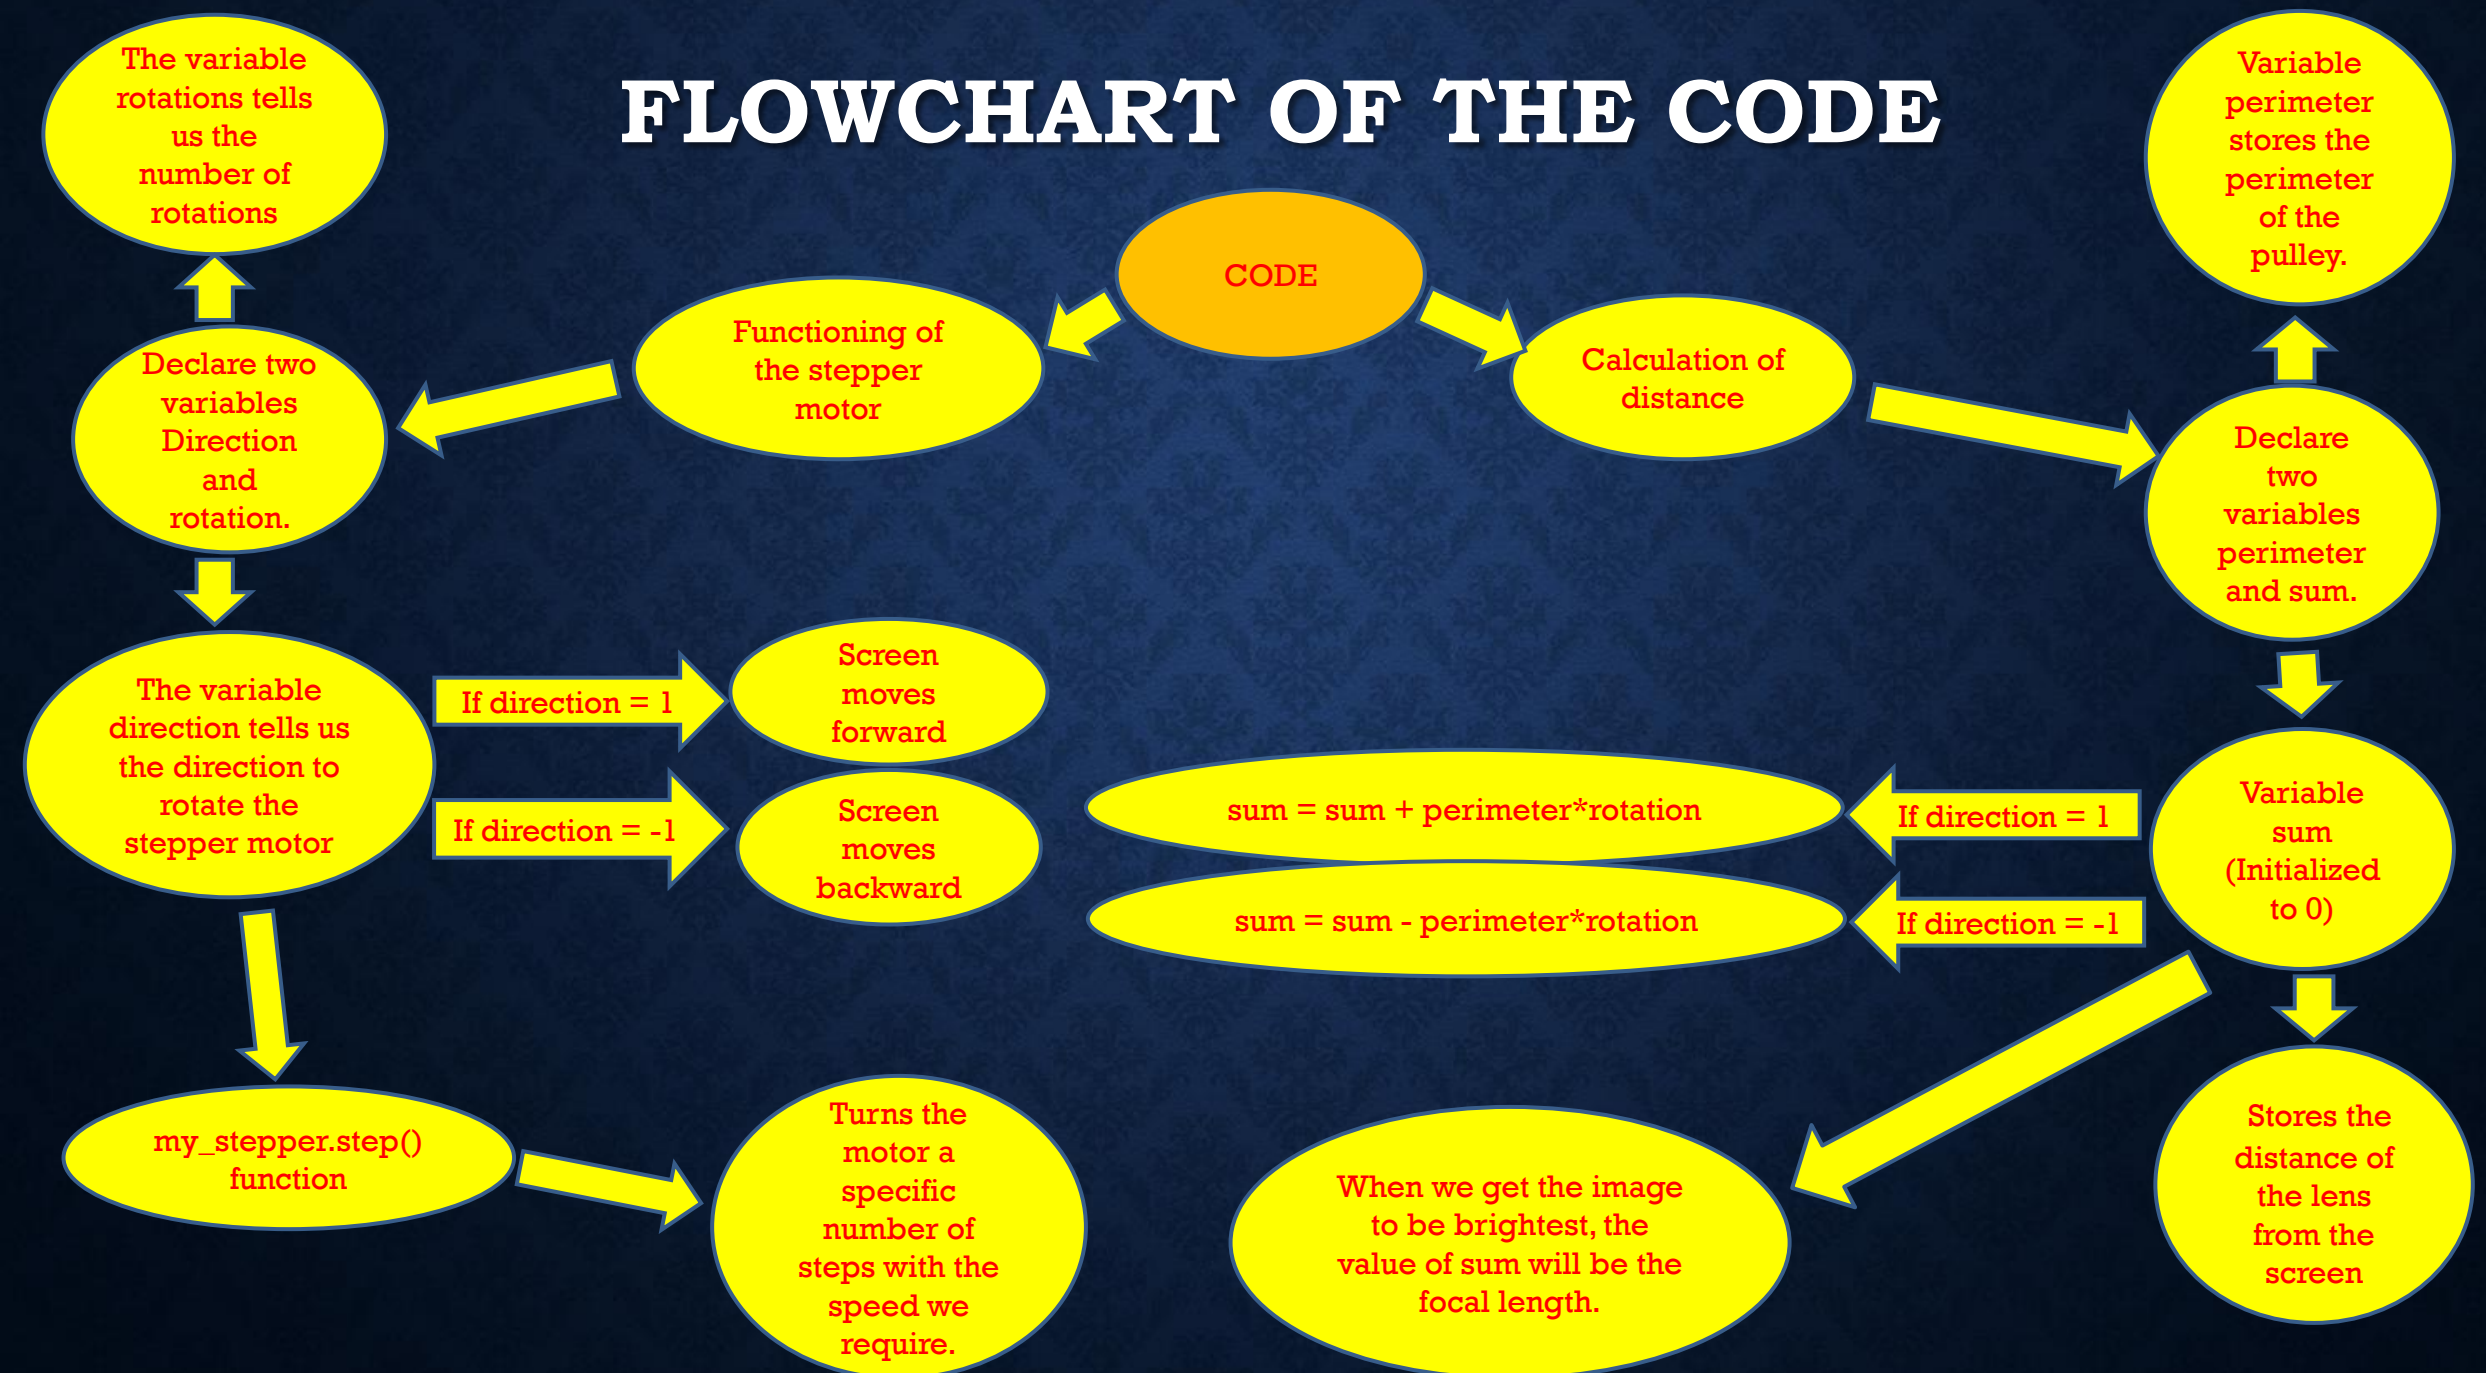 FLOWCHART OF THE CODE
CODE
Functioning of
the stepper
motor
Declare two
variables
Direction
and
rotation.
The variable
rotations tells
us the
number of
rotations
The variable
direction tells us
the direction to
rotate the
stepper motor
If direction = 1
Screen
moves
forward
If direction = -1
Screen
moves
backward
my_stepper.step()
function
Turns the
motor a
specific
number of
steps with the
speed we
require.
Calculation of
distance
Declare
two
variables
perimeter
and sum.
Variable
perimeter
stores the
perimeter
of the
pulley.
Variable
sum
(Initialized
to 0)
If direction = 1
sum = sum + perimeter*rotation
If direction = -1
sum = sum - perimeter*rotation
When we get the image
to be brightest, the
value of sum will be the
focal length.
Stores the
distance of
the lens
from the
screen